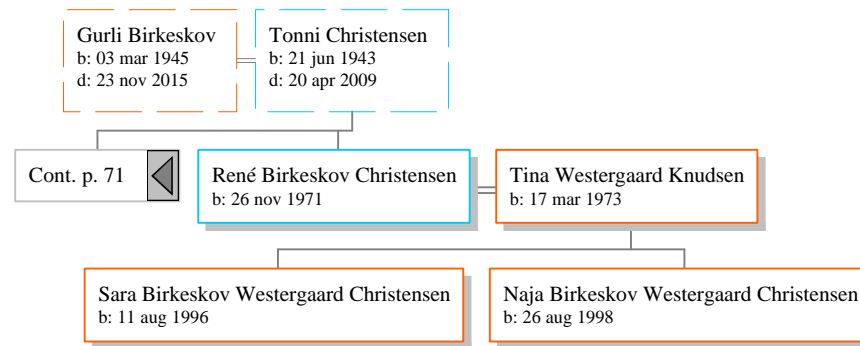 Gurli Birkeskov
b: 03 mar 1945
d: 23 nov 2015
Tonni Christensen
b: 21 jun 1943
d: 20 apr 2009
Cont. p. 71
René Birkeskov Christensen
b: 26 nov 1971
Tina Westergaard Knudsen
b: 17 mar 1973
Sara Birkeskov Westergaard Christensen
b: 11 aug 1996
Naja Birkeskov Westergaard Christensen
b: 26 aug 1998